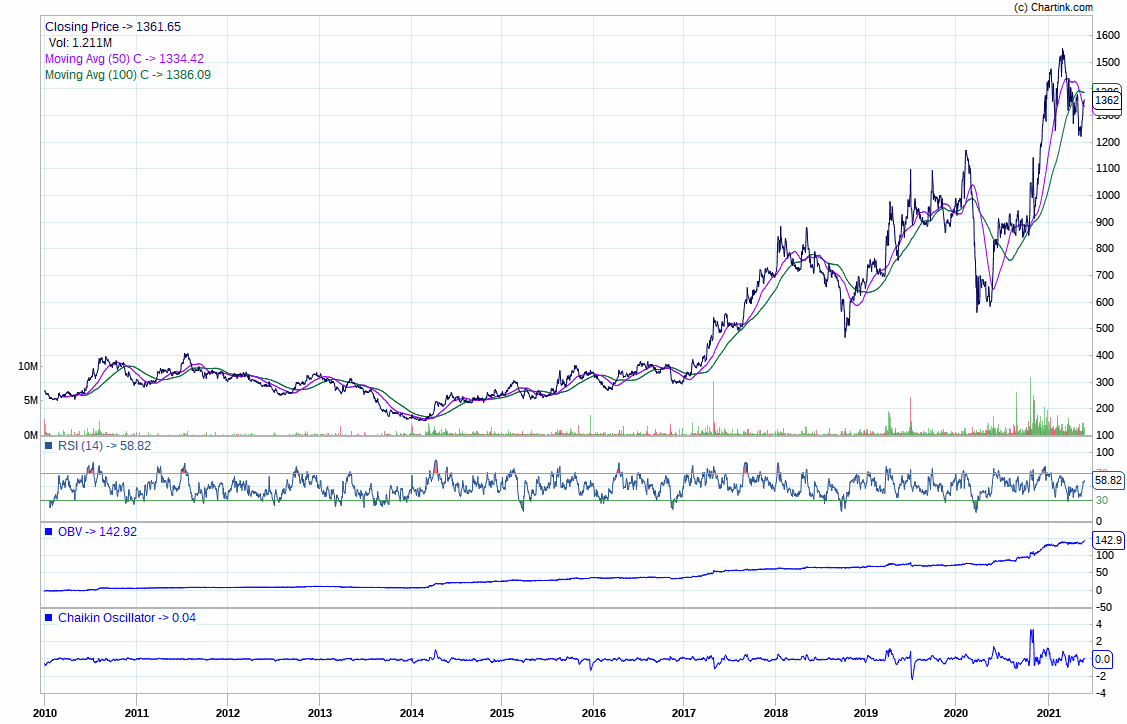 (c) Chartink.com
Closing Price -> 1361.65
Vol: 1.211M
Moving Avg (50) C -> 1334.42
Moving Avg (100) C -> 1386.09
1600
1500
1386
1362
1300
1200
1100
1000
900
800
700
600
500
400
300
200
100
10M
5M
0M
RSI (14) -> 58.82
100
70
58.82
30
0
OBV -> 142.92
142.9
100
50
0
-50
Chaikin Oscillator -> 0.04
4
2
0.0
-2
-4
2010 2011 2012 2013 2014 2015 2016 2017 2018 2019 2020 2021